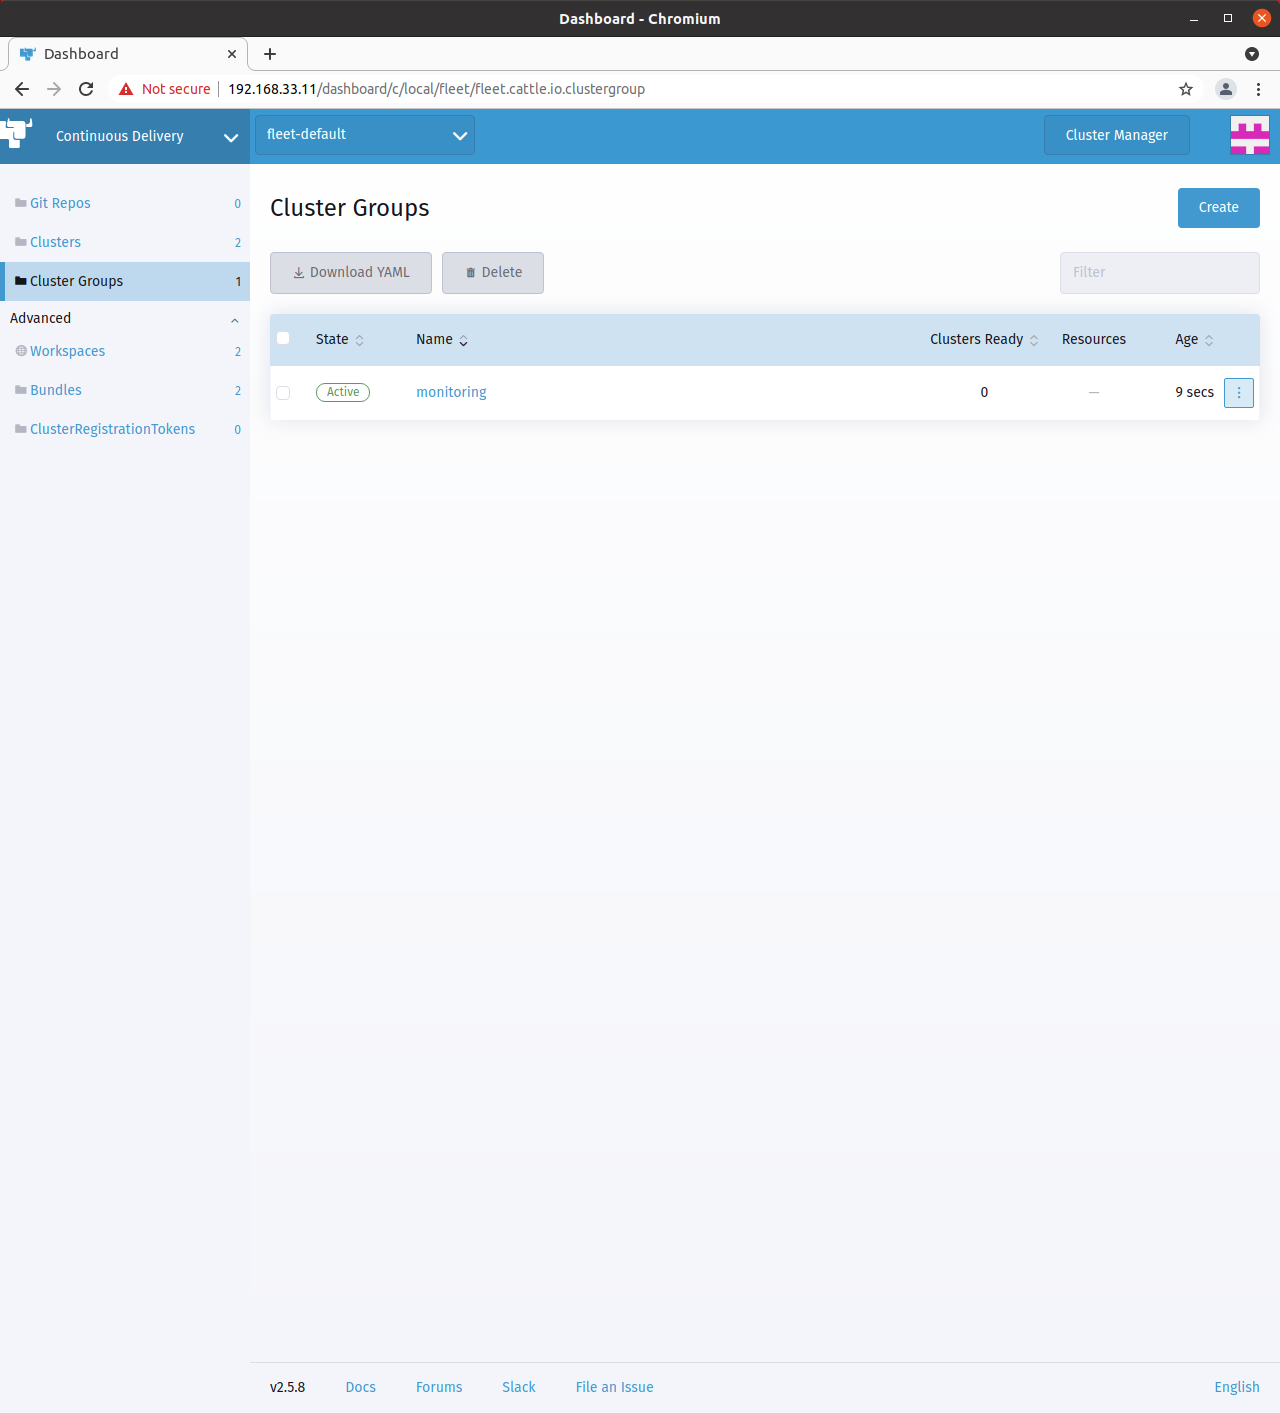 Dashboard - Chromium
Dashboard
Not secure
192.168.33.11/dashboard/c/local/fleet/fleet.cattle.io.clustergroup
Continuous Delivery
fleet-default
Cluster Manager
Git Repos 0
Clusters 2
Cluster Groups 1
Advanced
Workspaces 2
Bundles 2
ClusterRegistrationTokens 0
Cluster Groups
Create
Download YAML
Delete
Filter
State Name Clusters Ready Resources Age
Active monitoring 0 — 9 secs
v2.5.8 Docs Forums Slack File an Issue English